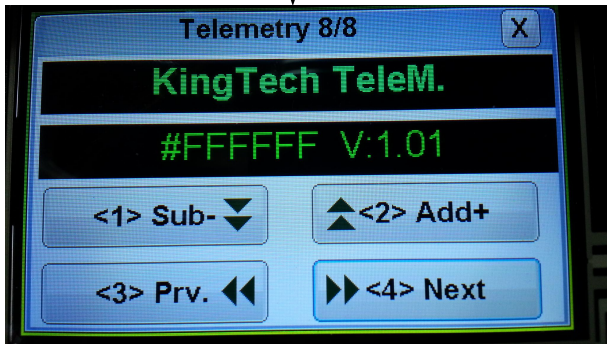 Telemetry 8/8 X
KingTech TeleM.
#FFFFFF V:1.01
<1> Sub- <2> Add+
<3> Prv. <4> Next